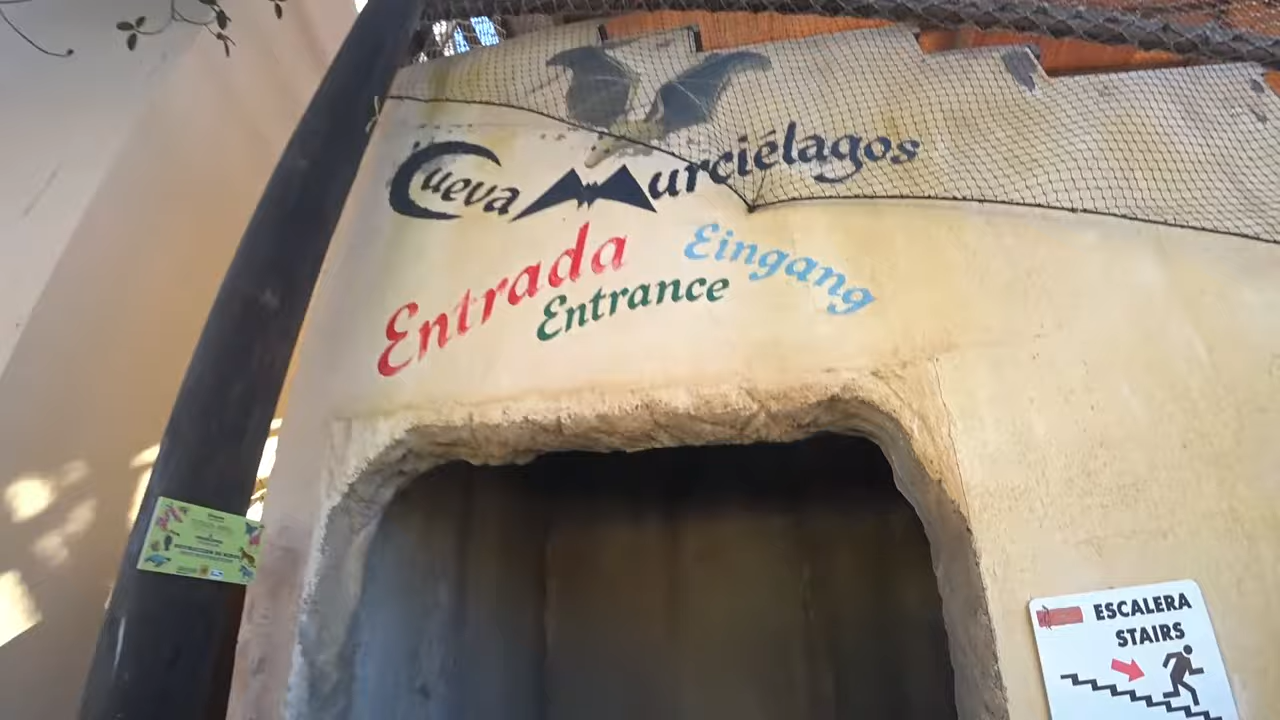 Cueva Murciélagos
Entrada
Entrance
Eingang
ESCALERA
STAIRS